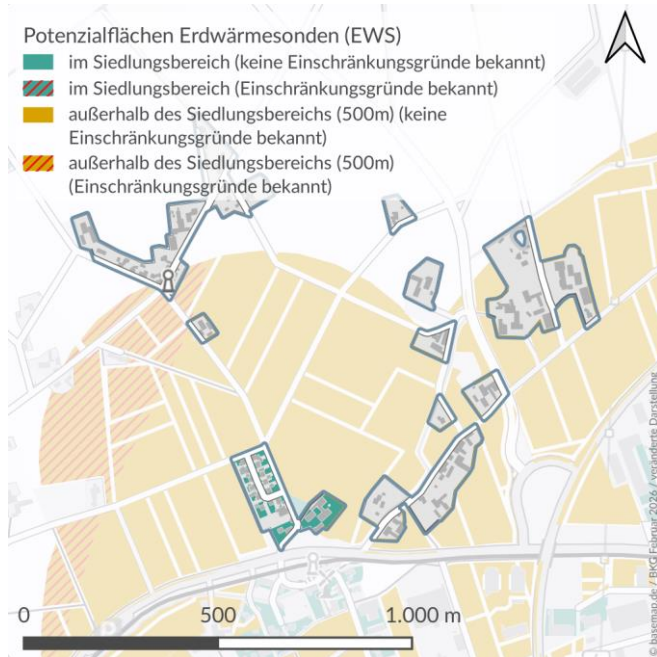 Potenzialflächen Erdwärmesonden (EWS)
im Siedlungsbereich (keine Einschränkungsgründe bekannt)
im Siedlungsbereich (Einschränkungsgründe bekannt)
außerhalb des Siedlungsbereichs (500m) (keine
Einschränkungsgründe bekannt)
außerhalb des Siedlungsbereichs (500m)
(Einschränkungsgründe bekannt)
© basemap.de / BKG Februar 2026 / veränderte Darstellung
0 500 1.000 m